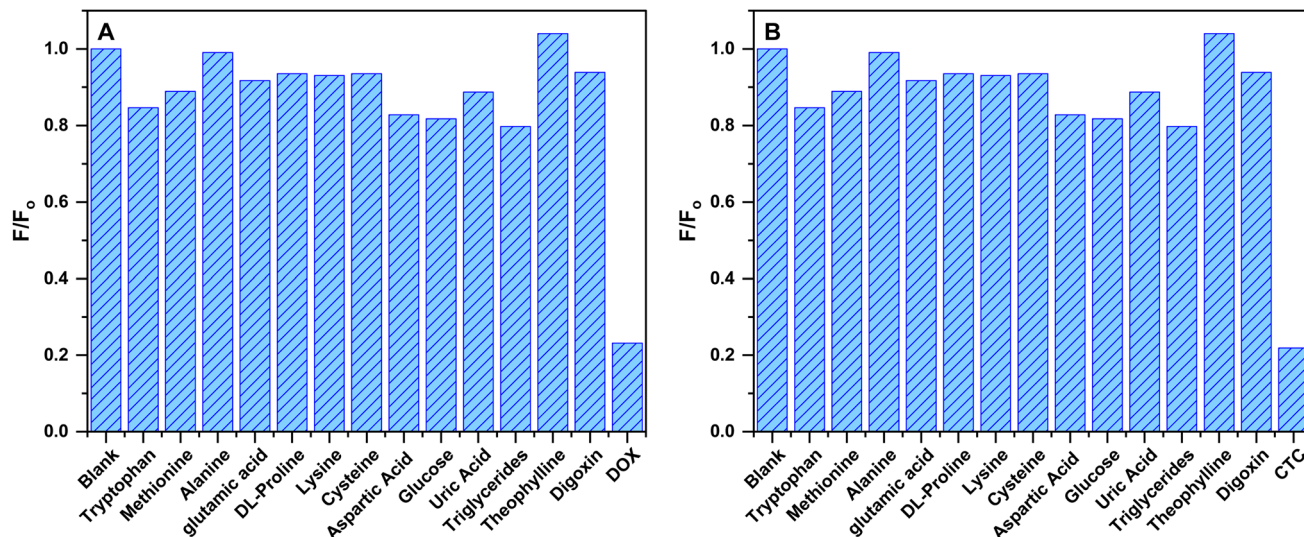 A
1.0
0.8
0.6
0.4
0.2
0.0
F/Fo
Blank
Tryptophan
Methionine
Alanine
glutamic acid
DL-Proline
Lysine
Cysteine
Aspartic Acid
Glucose
Uric Acid
Triglycerides
Theophylline
Digoxin
DOX
B
1.0
0.8
0.6
0.4
0.2
0.0
F/Fo
Blank
Tryptophan
Methionine
Alanine
glutamic acid
DL-Proline
Lysine
Cysteine
Aspartic Acid
Glucose
Uric Acid
Triglycerides
Theophylline
Digoxin
CTC